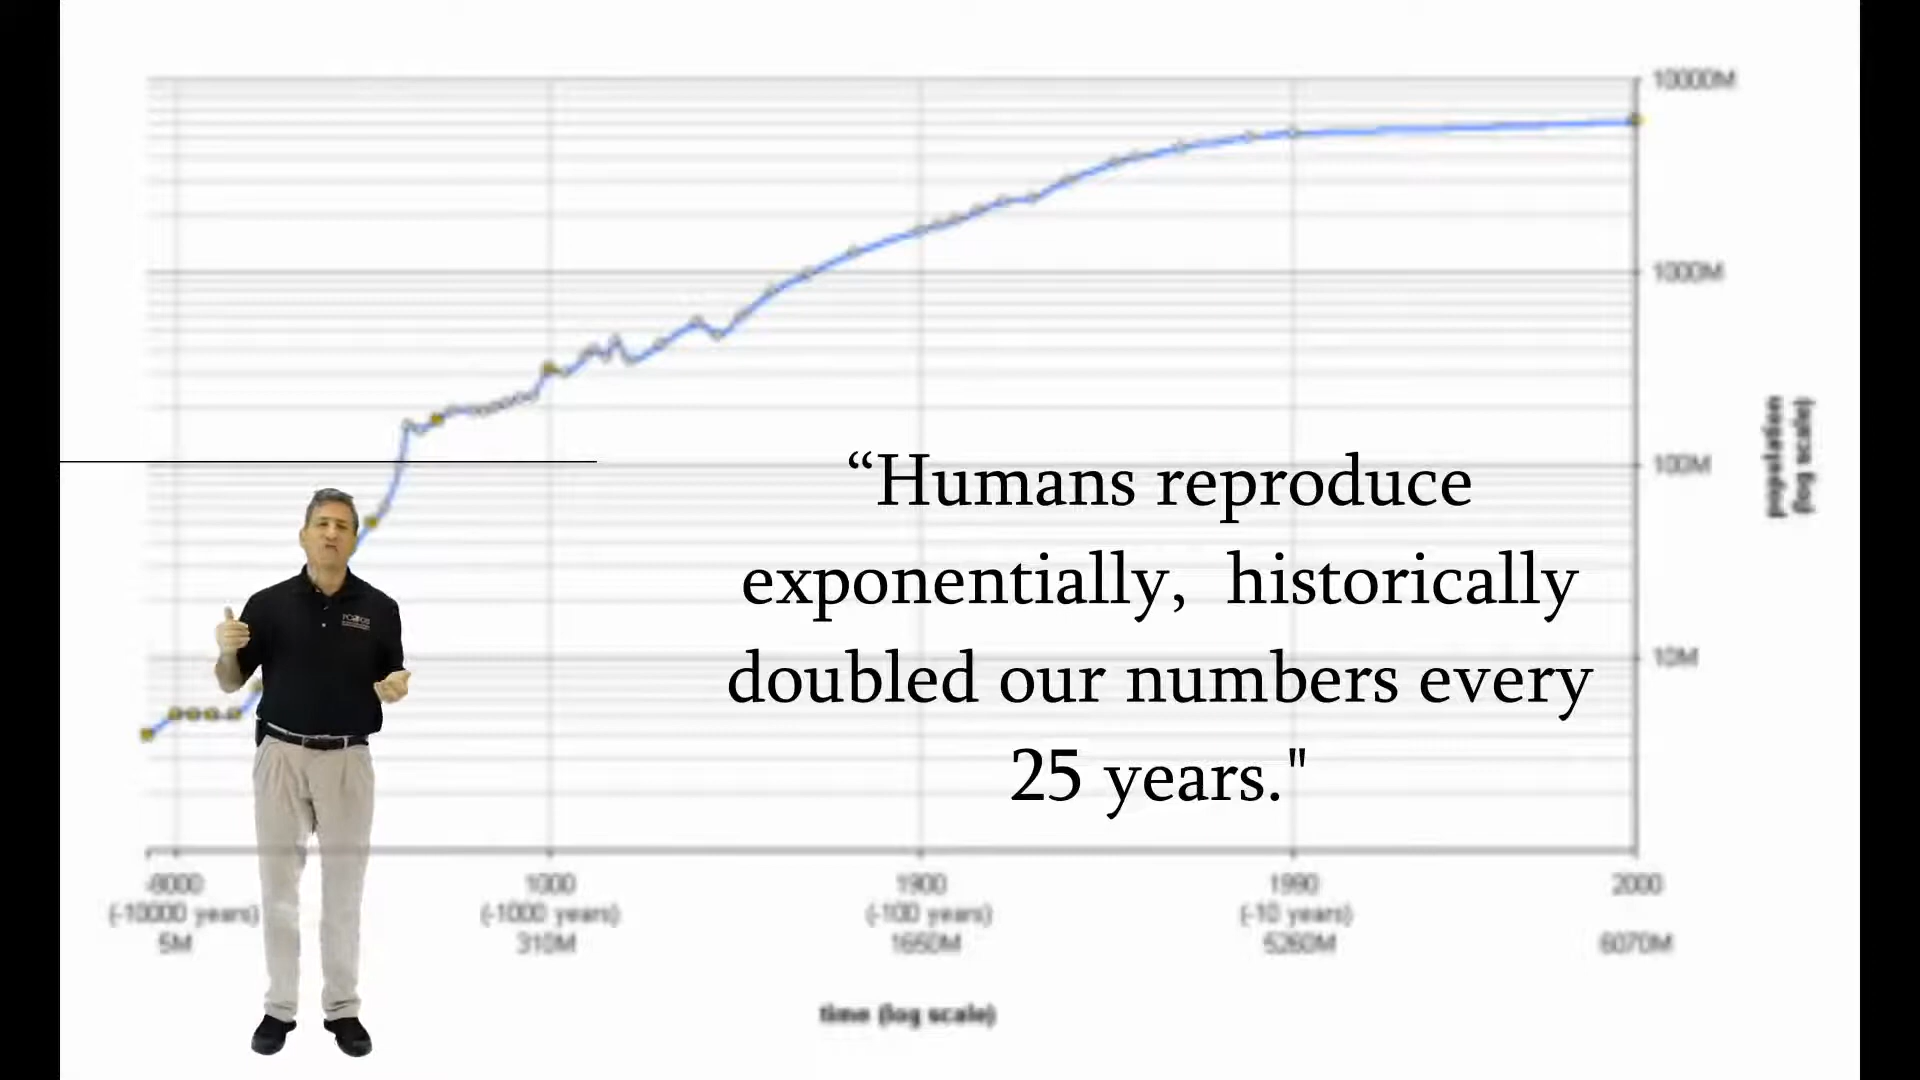 10000M
1000M
“Humans reproduce
100M
exponentially,  historically
population
(log scale)
doubled our numbers every
10M
25 years."
-8000 1000 1900 1990 2000
(-10000 years) (-1000 years) (-100 years) (-10 years)
5M 310M 1650M 5260M 6070M
time (log scale)